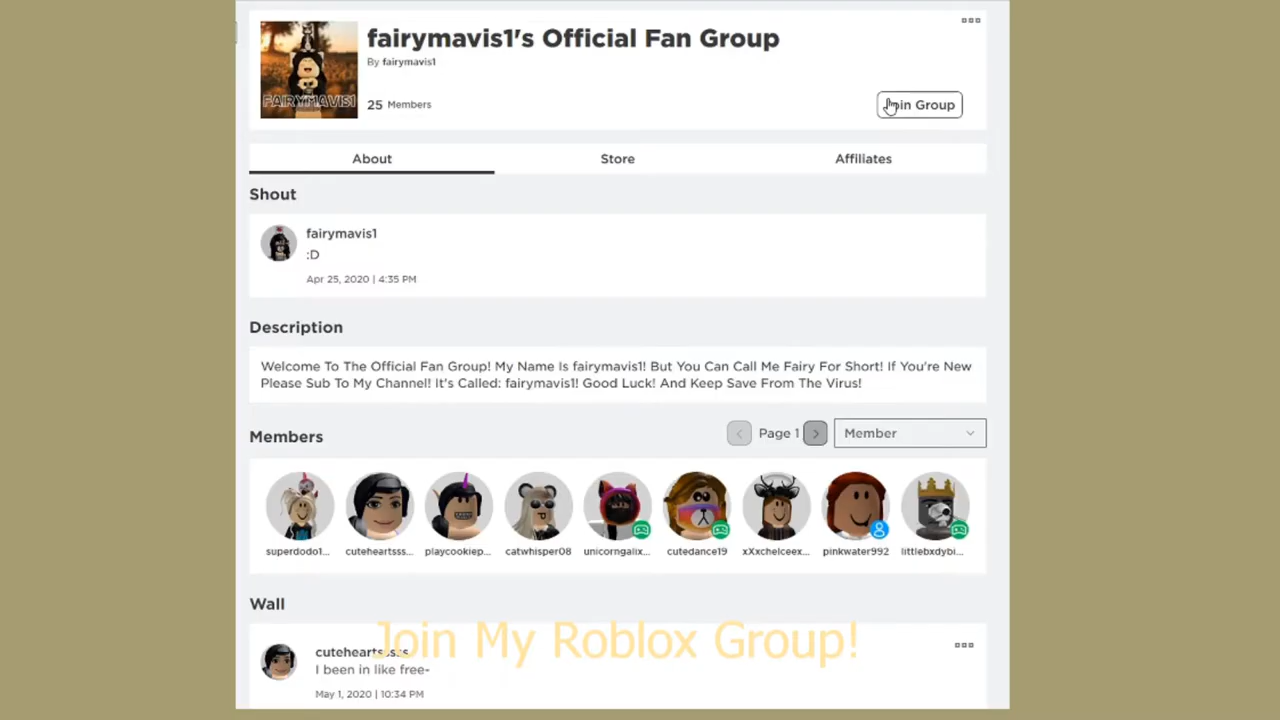 fairymavis1's Official Fan Group
By fairymavis1
FAIRYMAVIS1
25 Members
Join Group
About
Store
Affiliates
Shout
fairymavis1
:D
Apr 25, 2020 | 4:35 PM
Description
Welcome To The Official Fan Group! My Name Is fairymavis1! But You Can Call Me Fairy For Short! If You're New
Please Sub To My Channel! It's Called: fairymavis1! Good Luck! And Keep Save From The Virus!
Members
Page 1
Member
superdodo1...
cuteheartsss...
playcookiep...
catwhisper08
unicorngalix...
cutedance19
xXxchelceex...
pinkwater992
littlebxdybi...
Wall
Join My Roblox Group!
cuteheartsssss
I been in like free-
May 1, 2020 | 10:34 PM